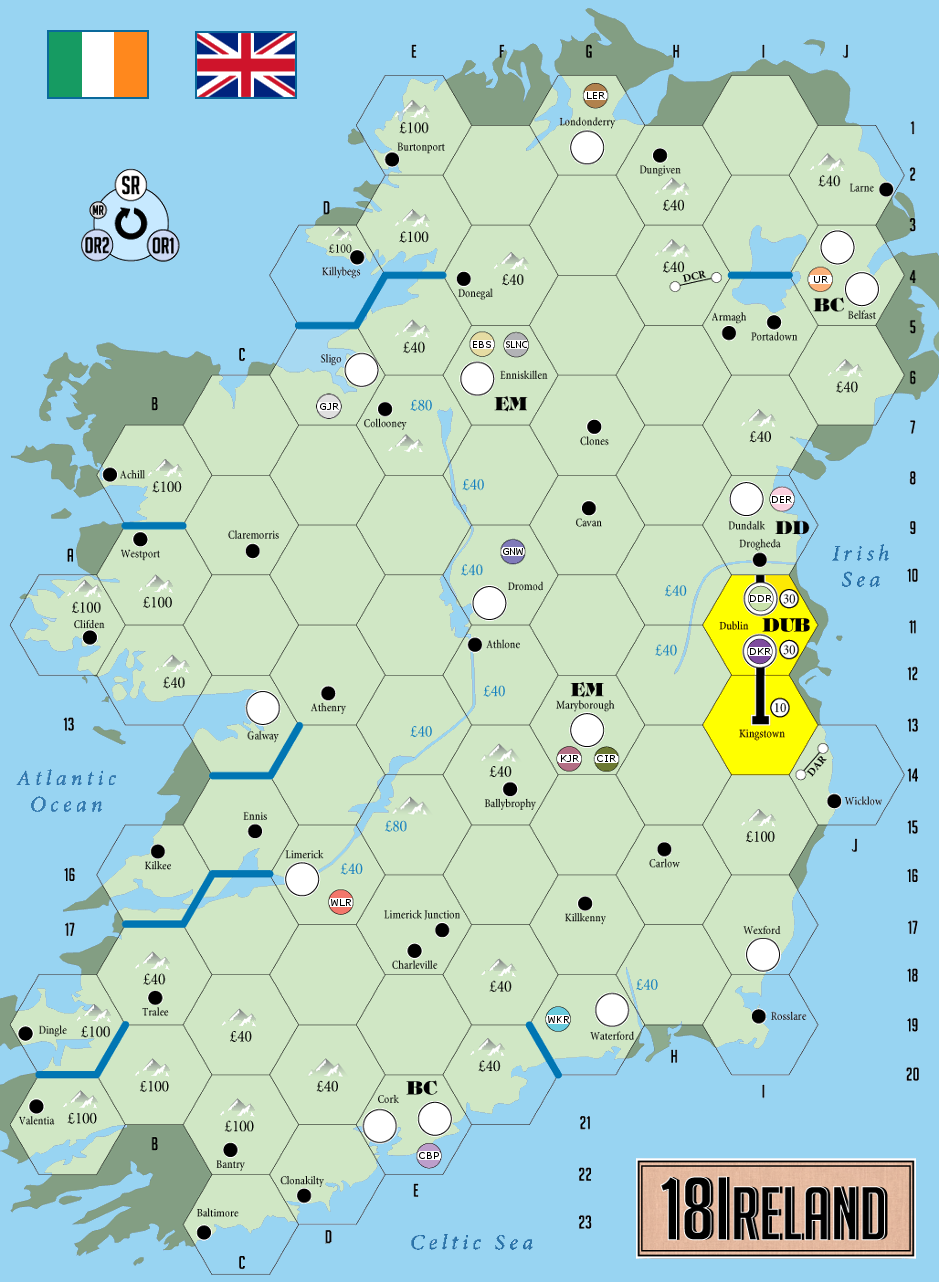 E F G H I J
LER
Londonderry
£100
1
Burtonport
Dungiven
SR
£40
2
Larne
£40
MR
D
£100
3
OR2 OR1
£100
£40
Killybegs
£40
DCR
UR
4
Donegal
BC
Belfast
Armagh
5
Portadown
£40
EBS SLNC
C
Sligo
Enniskillen
£40
6
B
GJR
£80
EM
Collooney
7
£40
Clones
Achill
£100
£40
8
DER
Cavan
Dundalk DD
9
Claremorris
Drogheda
Westport
A
GNW
Irish
Sea
£40
10
£100
£100
Dromod
£40
DDR 30
Clifden
Dublin DUB
11
Athlone
£40
DKR 30
12
£40
£40
EM
Athenry
Maryborough
10
13
Galway
£40
Kingstown
13
KJR CIR
DAR
£40
14
Atlantic
Ocean
Ballybrophy
Wicklow
Ennis
£80
£100
15
J
Kilkee
Limerick
Carlow
16
£40
16
WLR
Killkenny
Limerick Junction
17
Wexford
17
Charleville
£40
£40
£40
18
Tralee
Rosslare
Dingle
£100
£40
WKR
Waterford
19
H
£40
£100
£40
20
BC
I
£100
Cork
Valentia
£100
21
B
Bantry
CBP
22
Clonakilty
E
Baltimore
23
D
Celtic Sea
C
18IRELAND